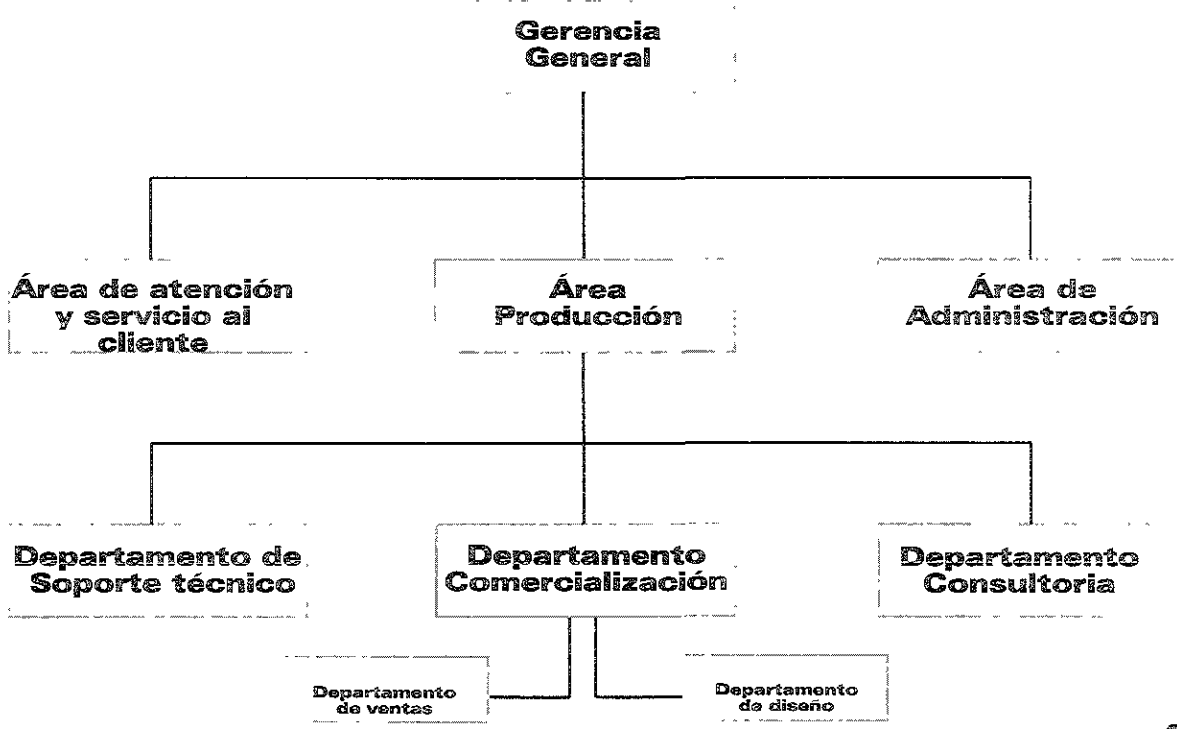 Gerencia
General
Área de atención
y servicio al
cliente
Área
Producción
Área de
Administración
Departamento de
Soporte técnico
Departamento
Comercialización
Departamento
Consultoria
Departamento
de ventas
Departamento
de diseño